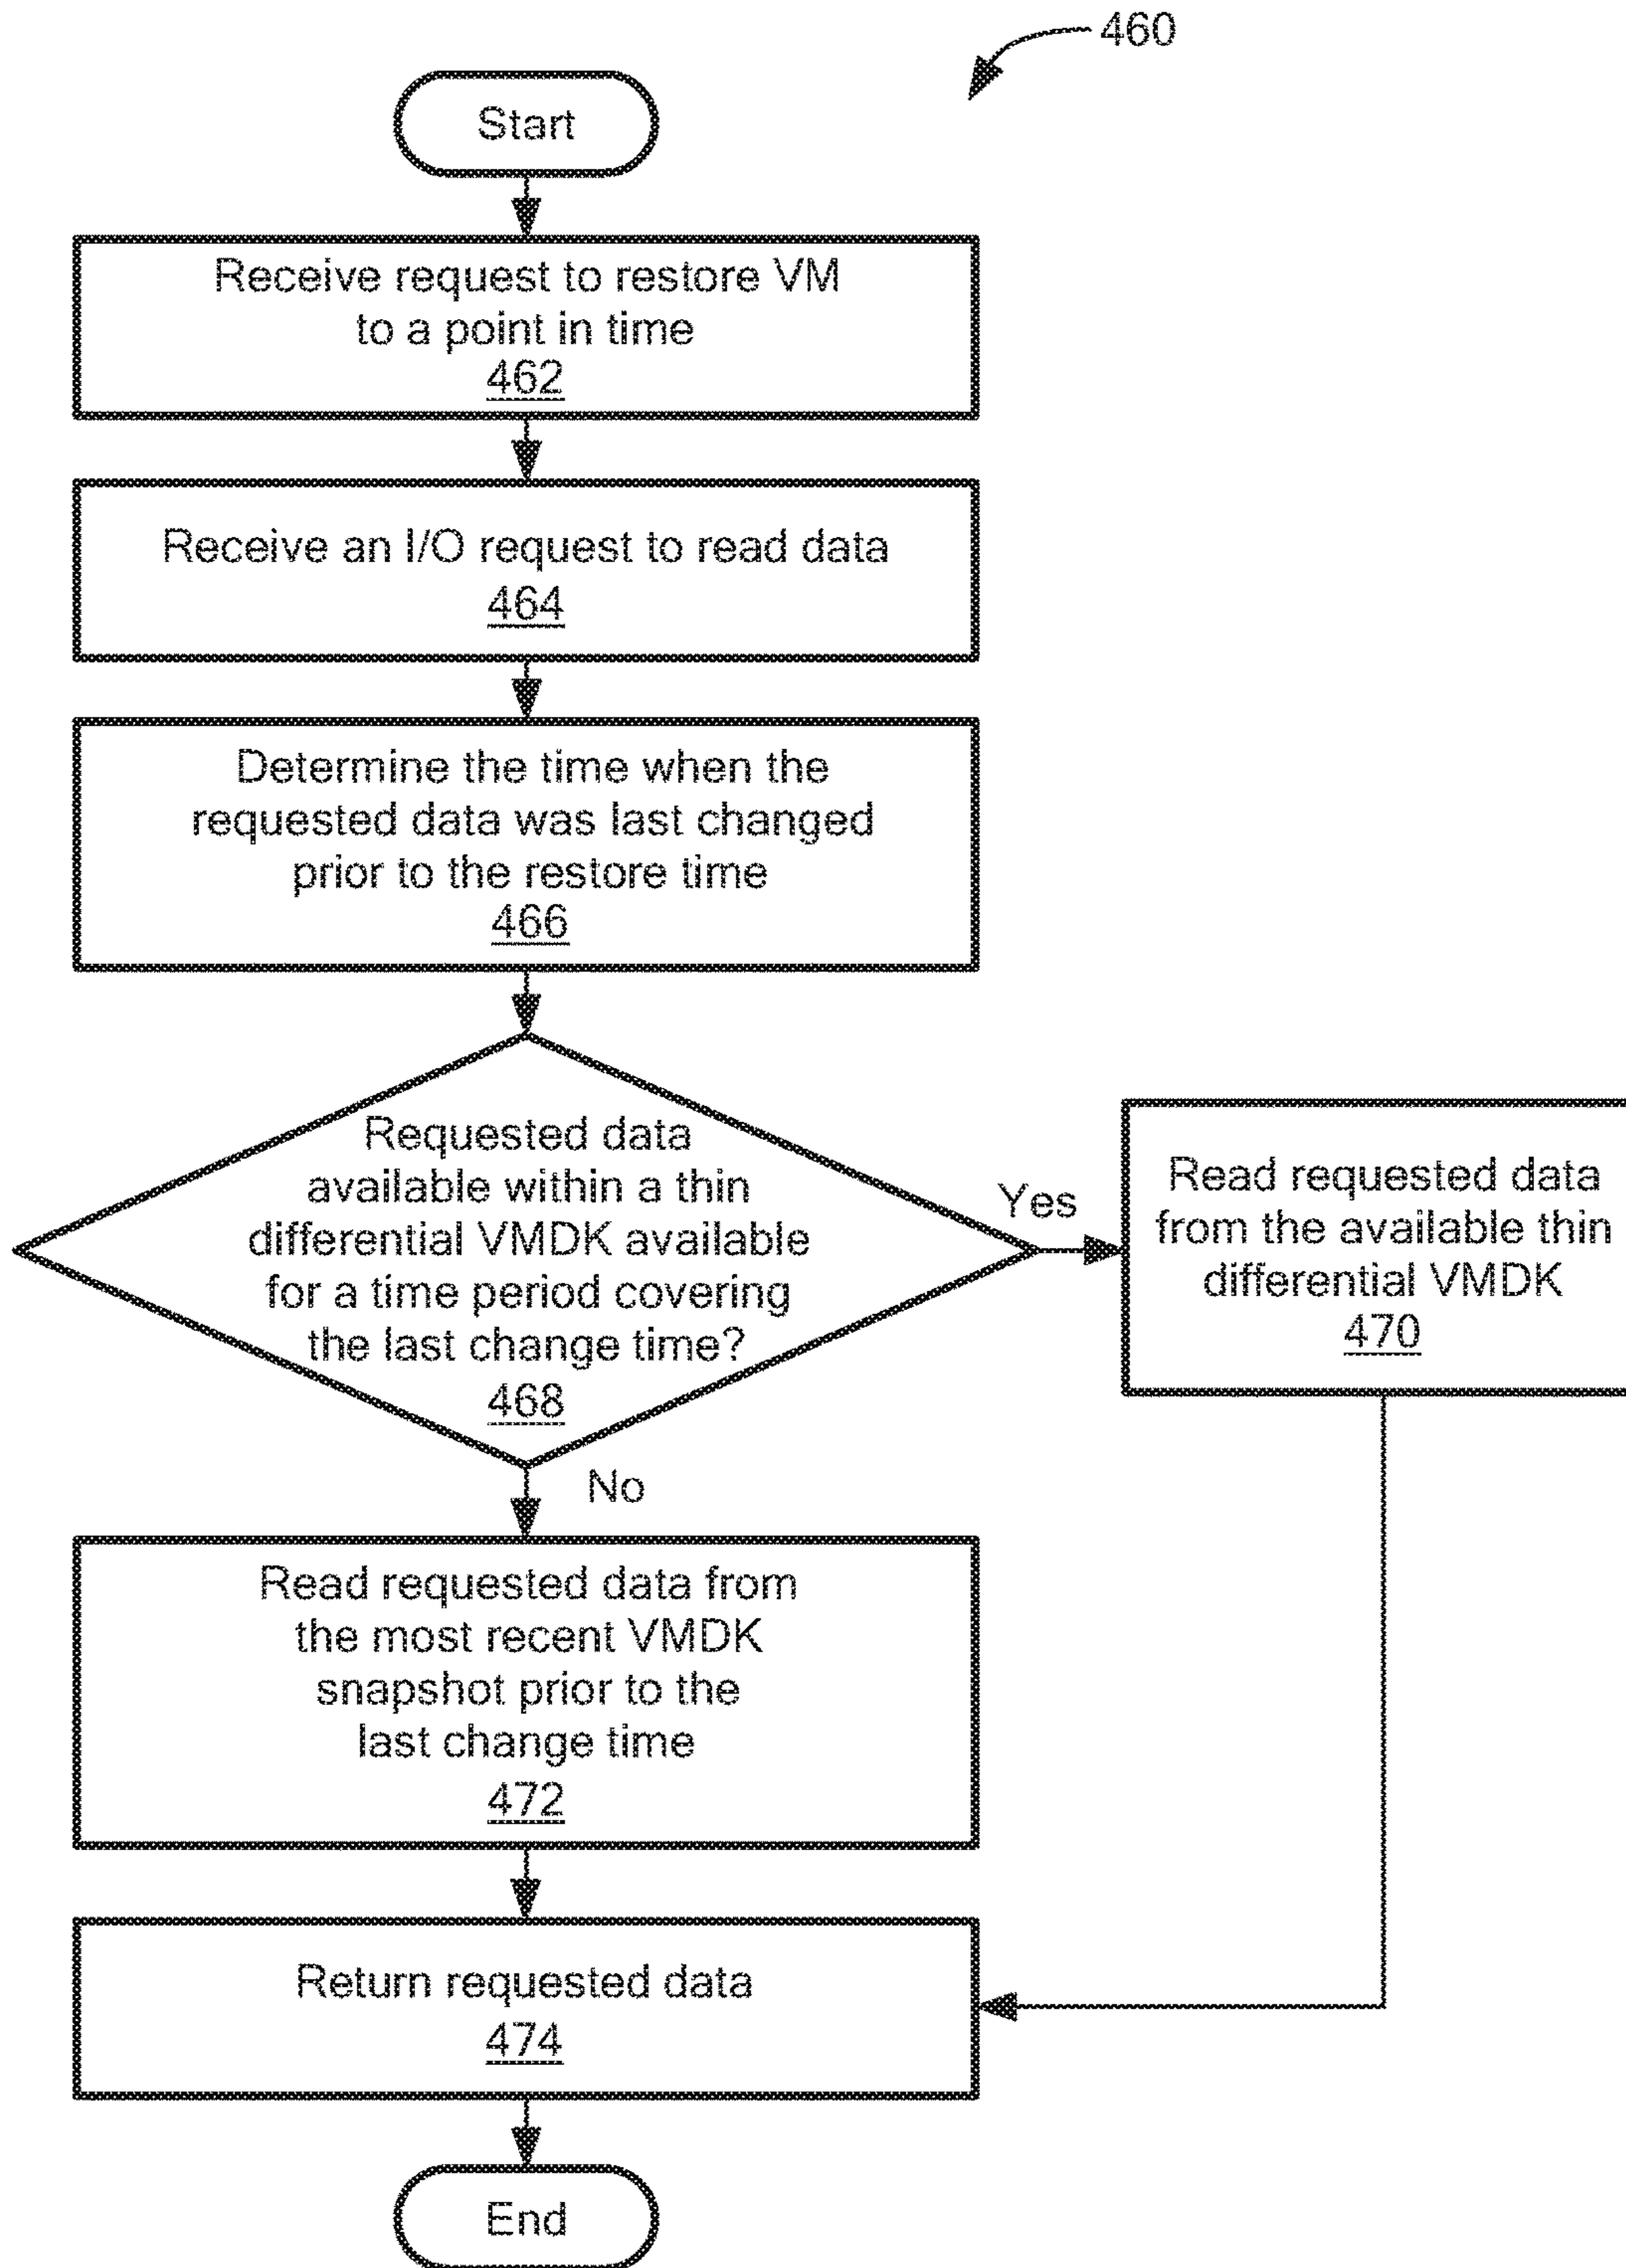 460
Start
Receive request to restore VM
to a point in time
462
Receive an I/O request to read data
464
Determine the time when the
requested data was last changed
prior to the restore time
466
Requested data
available within a thin
differential VMDK available
for a time period covering
the last change time?
468
Yes
Read requested data
from the available thin
differential VMDK
470
No
Read requested data from
the most recent VMDK
snapshot prior to the
last change time
472
Return requested data
474
End